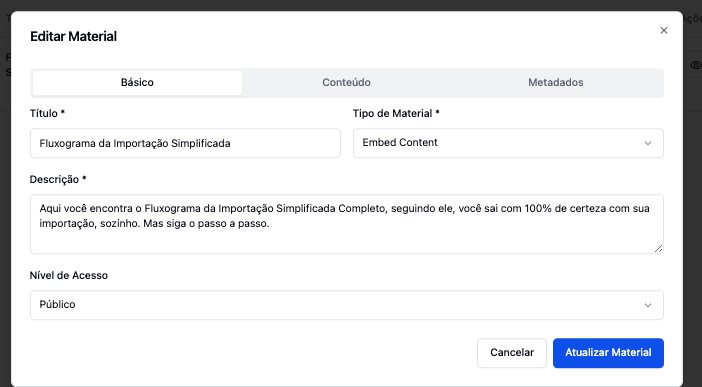 Editar Material
Básico
Conteúdo
Metadados
Título *
Tipo de Material *
Fluxograma da Importação Simplificada
Embed Content
Descrição *
Aqui você encontra o Fluxograma da Importação Simplificada Completo, seguindo ele, você sai com 100% de certeza com sua
importação, sozinho. Mas siga o passo a passo.
Nível de Acesso
Público
Cancelar
Atualizar Material